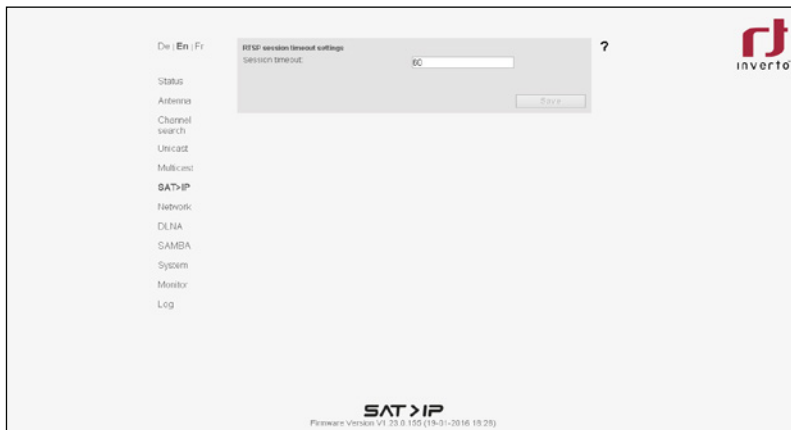 De | En | Fr
Status
Antenna
Channel
search
Unicast
Multicast
SAT>IP
Network
DLNA
SAMBA
System
Monitor
Log
RTSP session timeout settings
Session timeout:
60
Save
?
inverto
SAT>IP
Firmware Version V1.23.0.155 (19-01-2016 15:25)